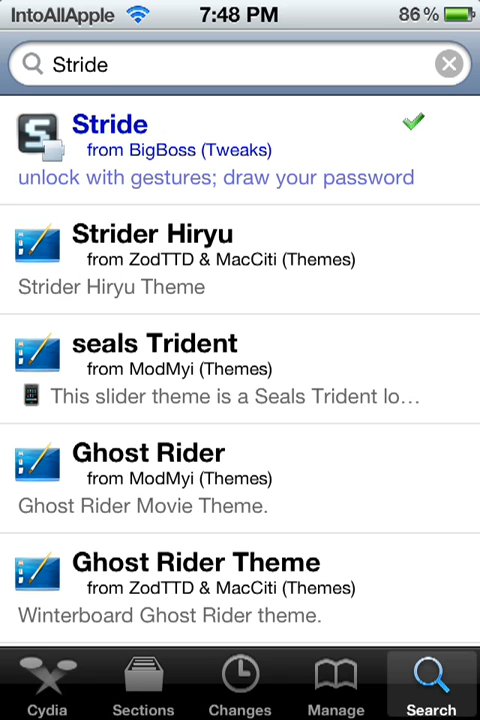 IntoAllApple 7:48 PM 86%
Stride
S
Stride
from BigBoss (Tweaks)
unlock with gestures; draw your password
Strider Hiryu
from ZodTTD & MacCiti (Themes)
Strider Hiryu Theme
seals Trident
from ModMyi (Themes)
This slider theme is a Seals Trident lo…
Ghost Rider
from ModMyi (Themes)
Ghost Rider Movie Theme.
Ghost Rider Theme
from ZodTTD & MacCiti (Themes)
Winterboard Ghost Rider theme.
Cydia Sections Changes Manage Search